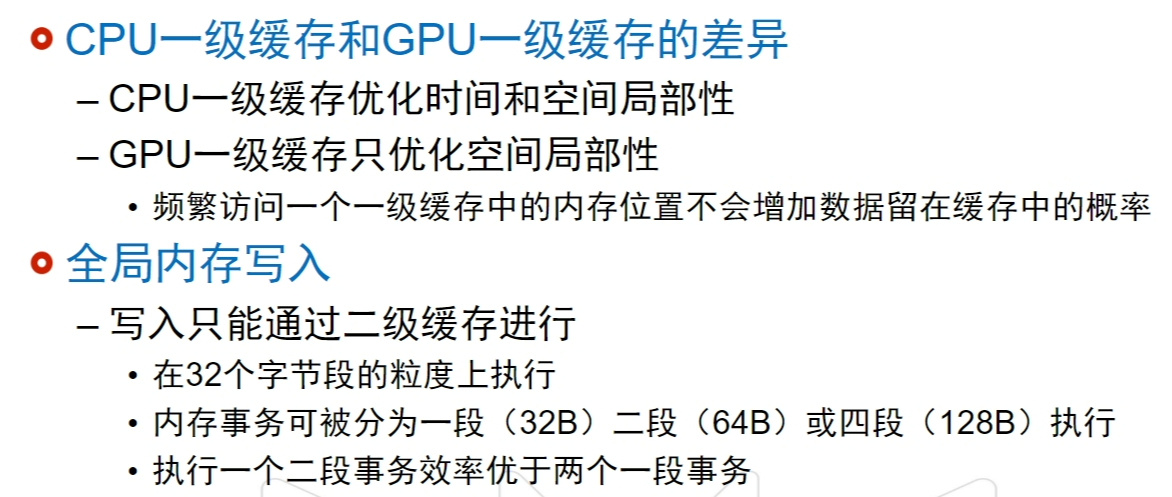 CPU一级缓存和GPU一级缓存的差异
– CPU一级缓存优化时间和空间局部性
– GPU一级缓存只优化空间局部性
• 频繁访问一个一级缓存中的内存位置不会增加数据留在缓存中的概率
全局内存写入
– 写入只能通过二级缓存进行
• 在32个字节段的粒度上执行
• 内存事务可被分为一段（32B）二段（64B）或四段（128B）执行
• 执行一个二段事务效率优于两个一段事务